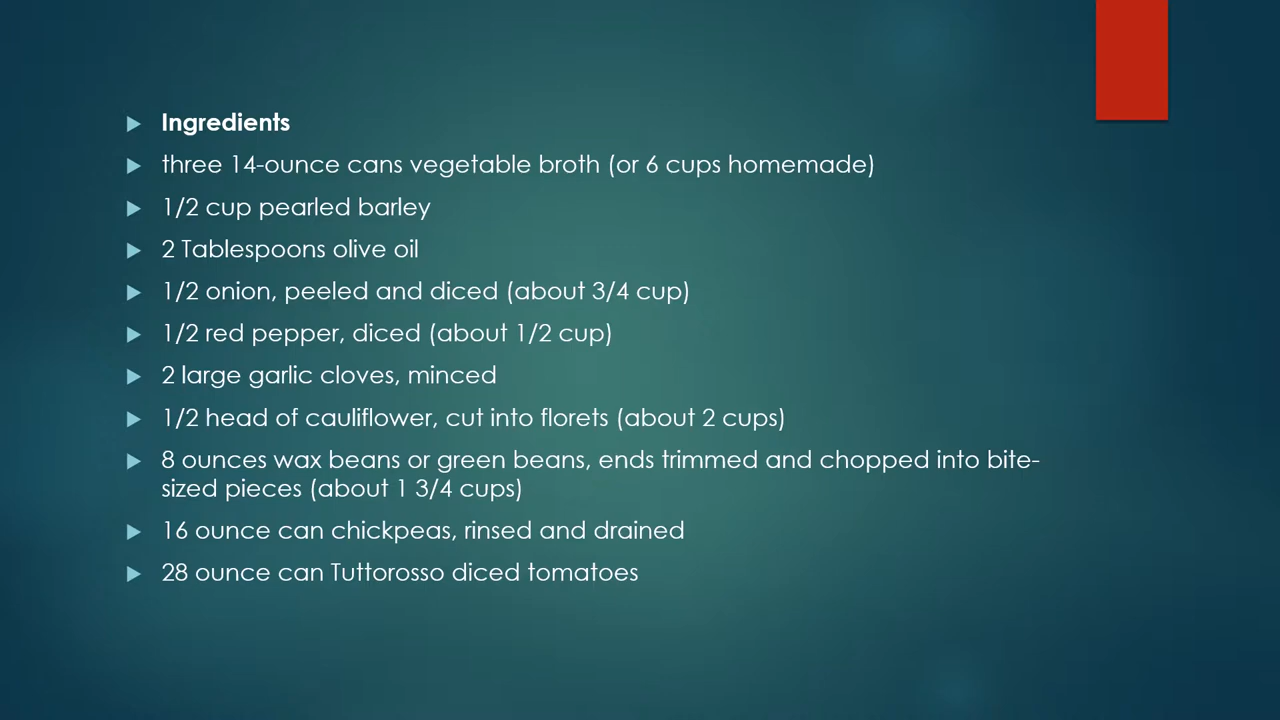 Ingredients
three 14-ounce cans vegetable broth (or 6 cups homemade)
1/2 cup pearled barley
2 Tablespoons olive oil
1/2 onion, peeled and diced (about 3/4 cup)
1/2 red pepper, diced (about 1/2 cup)
2 large garlic cloves, minced
1/2 head of cauliflower, cut into florets (about 2 cups)
8 ounces wax beans or green beans, ends trimmed and chopped into bite-
sized pieces (about 1 3/4 cups)
16 ounce can chickpeas, rinsed and drained
28 ounce can Tuttorosso diced tomatoes